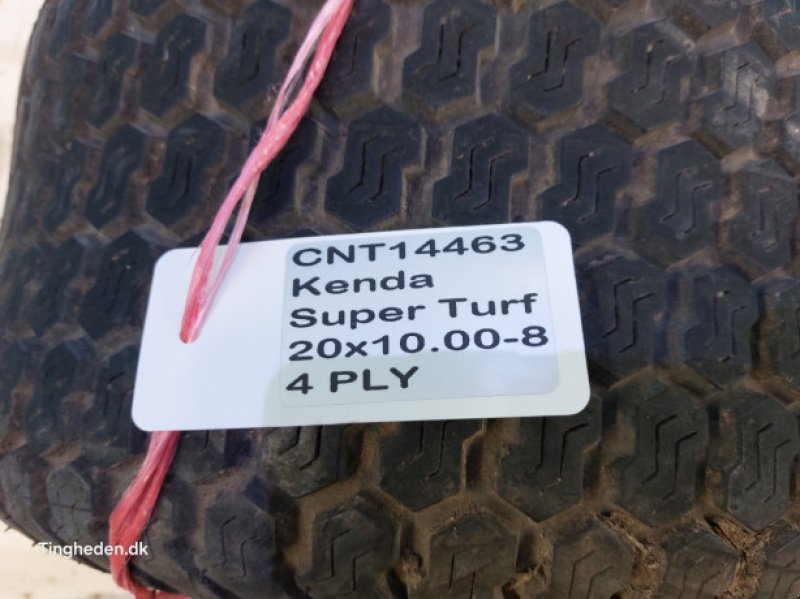 CNT14463
Kenda
Super Turf
20x10.00-8
4 PLY
Tingheden.dk